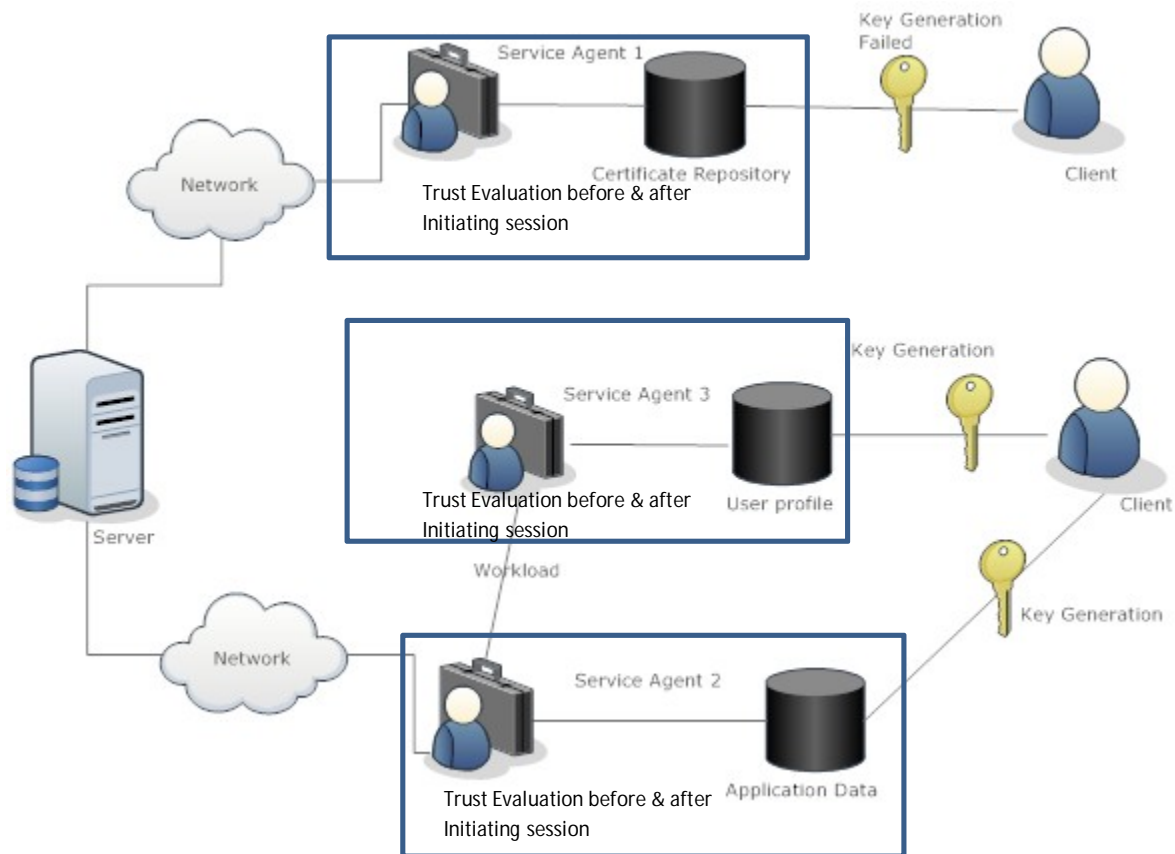 Key Generation
Failed
Service Agent 1
Network
Certificate Repository
Client
Trust Evaluation before & after
Initiating session
Key Generation
Service Agent 3
Trust Evaluation before & after
Initiating session
User profile
Client
Server
Workload
Key Generation
Network
Service Agent 2
Application Data
Trust Evaluation before & after
Initiating session